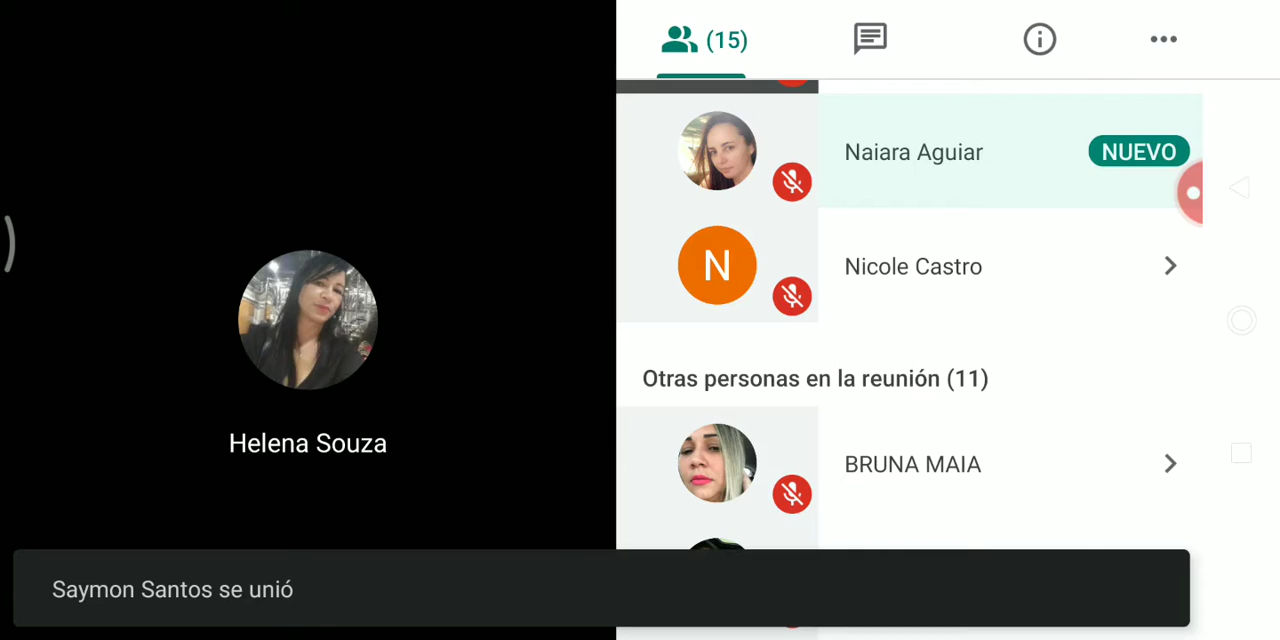 (15)
Naiara Aguiar
NUEVO
N
Nicole Castro
Otras personas en la reunión (11)
BRUNA MAIA
Helena Souza
Saymon Santos se unió